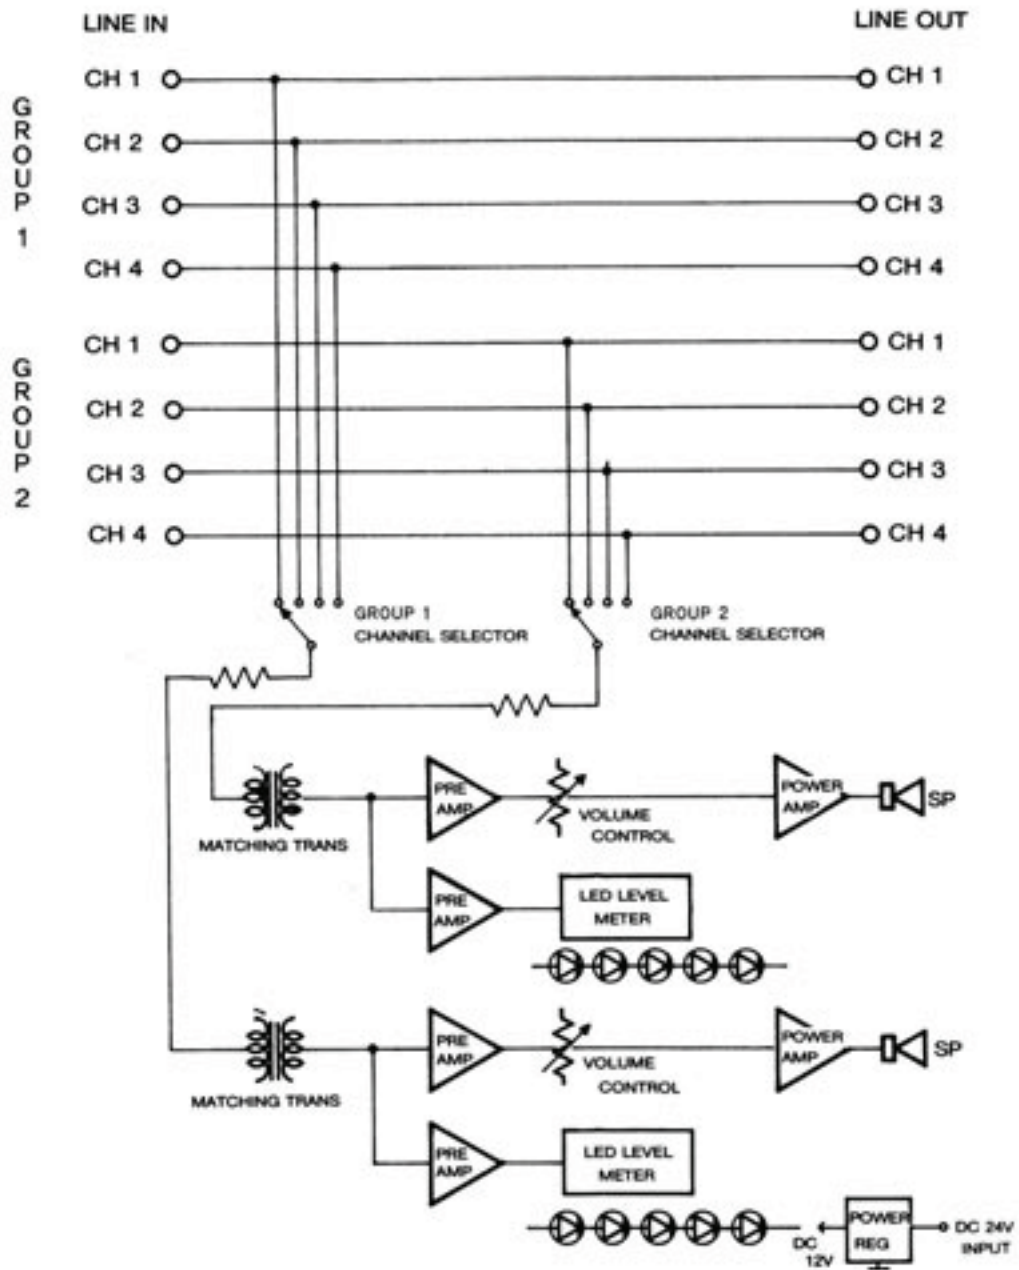 LINE IN
LINE OUT
GROUP 1
CH 1
CH 1
CH 2
CH 2
CH 3
CH 3
CH 4
CH 4
GROUP 2
CH 1
CH 1
CH 2
CH 2
CH 3
CH 3
CH 4
CH 4
GROUP 1
CHANNEL SELECTOR
GROUP 2
CHANNEL SELECTOR
MATCHING TRANS
PRE
AMP
VOLUME
CONTROL
POWER
AMP
SP
PRE
AMP
LED LEVEL
METER
MATCHING TRANS
PRE
AMP
VOLUME
CONTROL
POWER
AMP
SP
PRE
AMP
LED LEVEL
METER
DC
12V
POWER
REG
DC 24V
INPUT